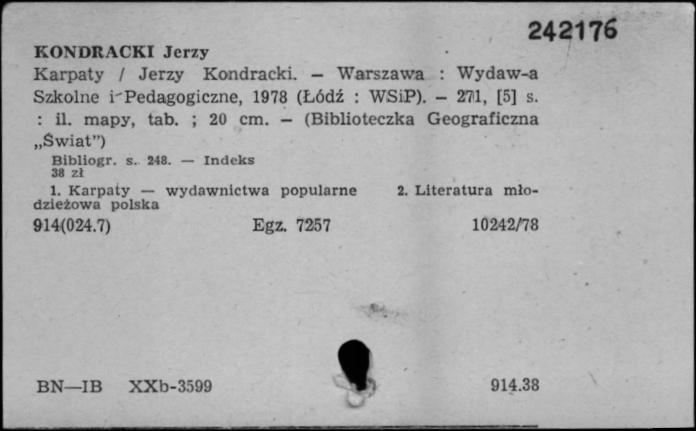 242176
KONDRACKI Jerzy
Karpaty / Jerzy Kondracki. — Warszawa : Wydaw-a
Szkolne i Pedagogiczne, 1978 (Łódź : WSiP). — 271, [5] s.
: il. mapy, tab. ; 20 cm. — (Biblioteczka Geograficzna
„Świat")
Bibliogr. s. 248. — Indeks
38 zł
1. Karpaty — wydawnictwa popularne 2. Literatura mło-
dzieżowa polska
914(024.7) Egz. 7257 10242/78
BN—IB XXb-3599 914.38